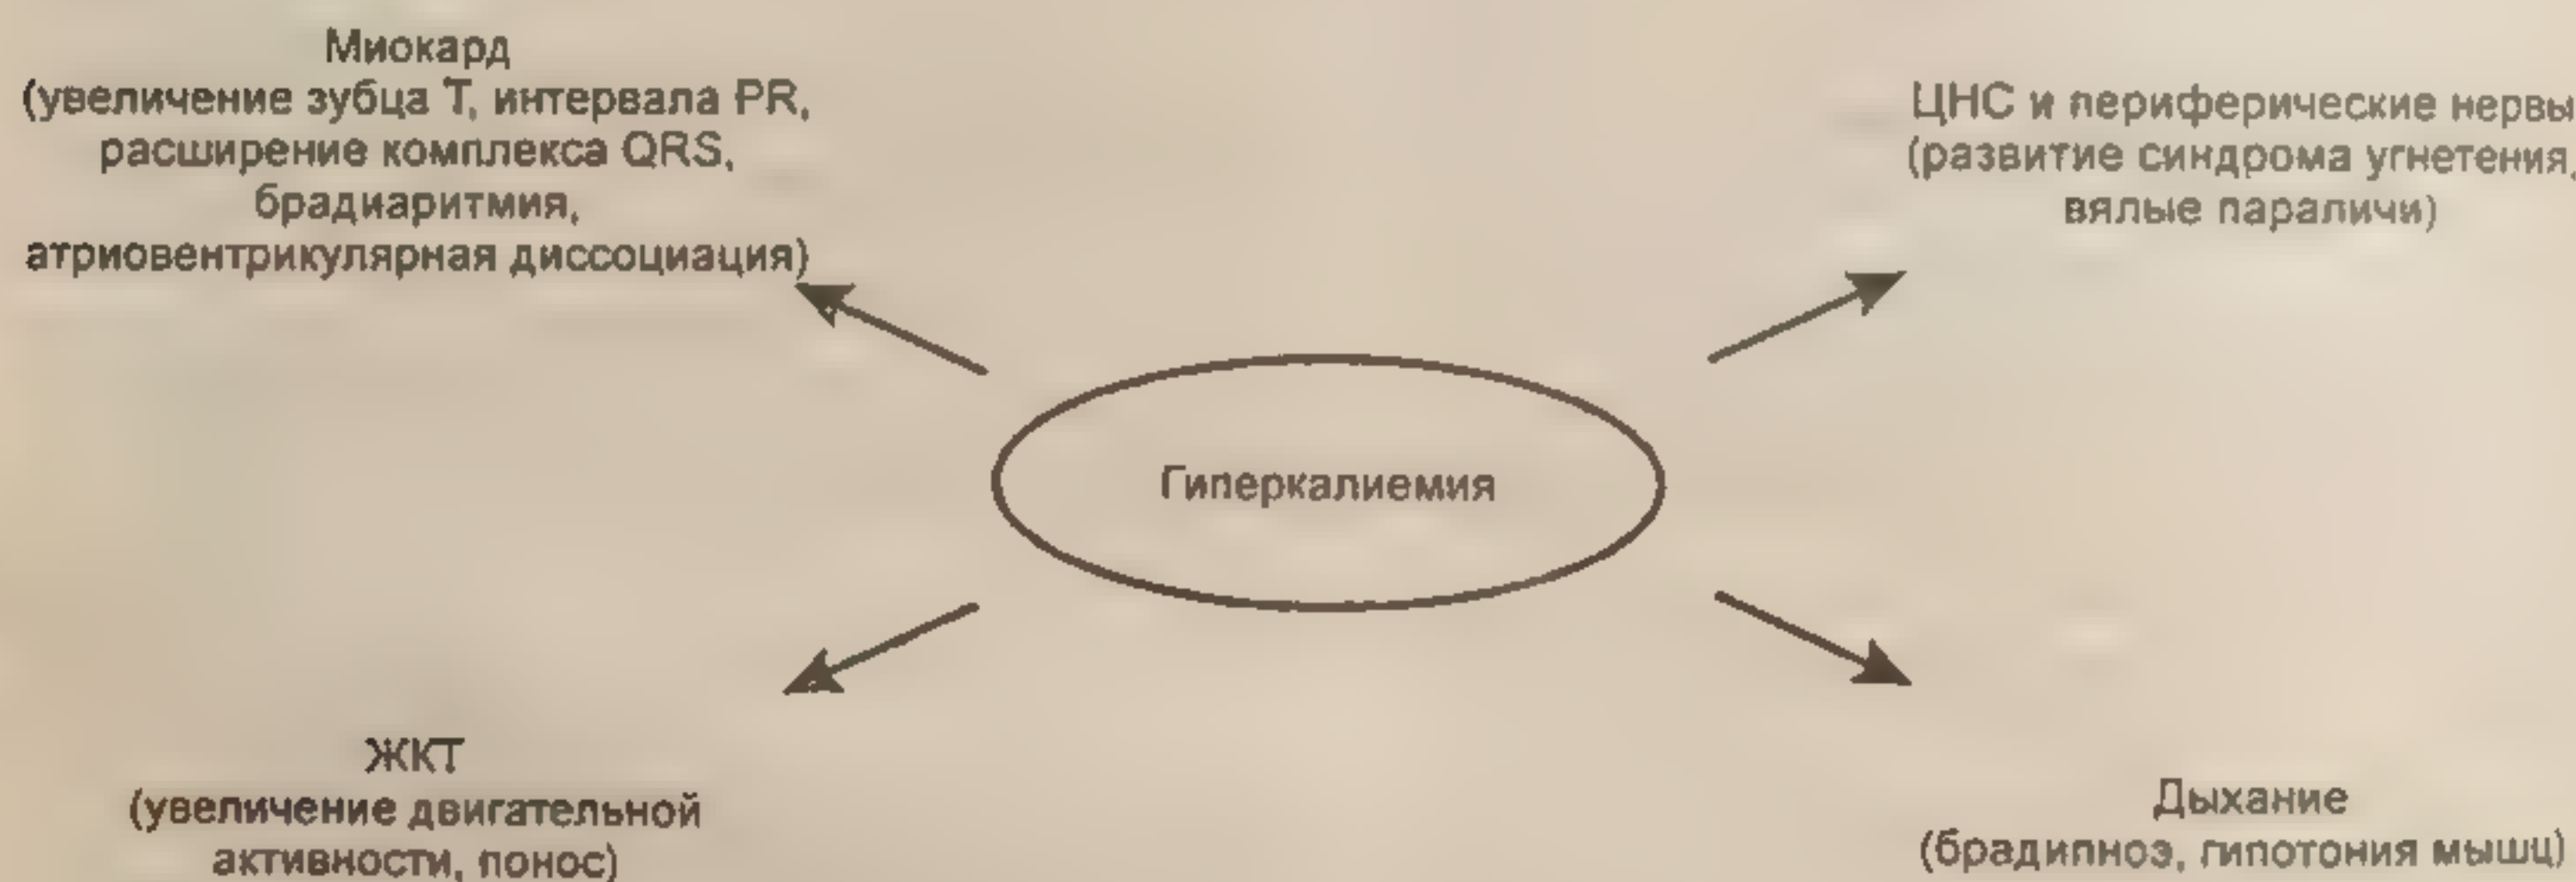 Миокард
(увеличение зубца Т, интервала PR,
расширение комплекса QRS,
брадиаритмия,
атриовентрикулярная диссоциация)
ЦНС и периферические нервы
(развитие синдрома угнетения,
вялые параличи)
Гиперкалиемия
ЖКТ
(увеличение двигательной
активности, понос)
Дыхание
(брадипноэ, гипотония мышц)